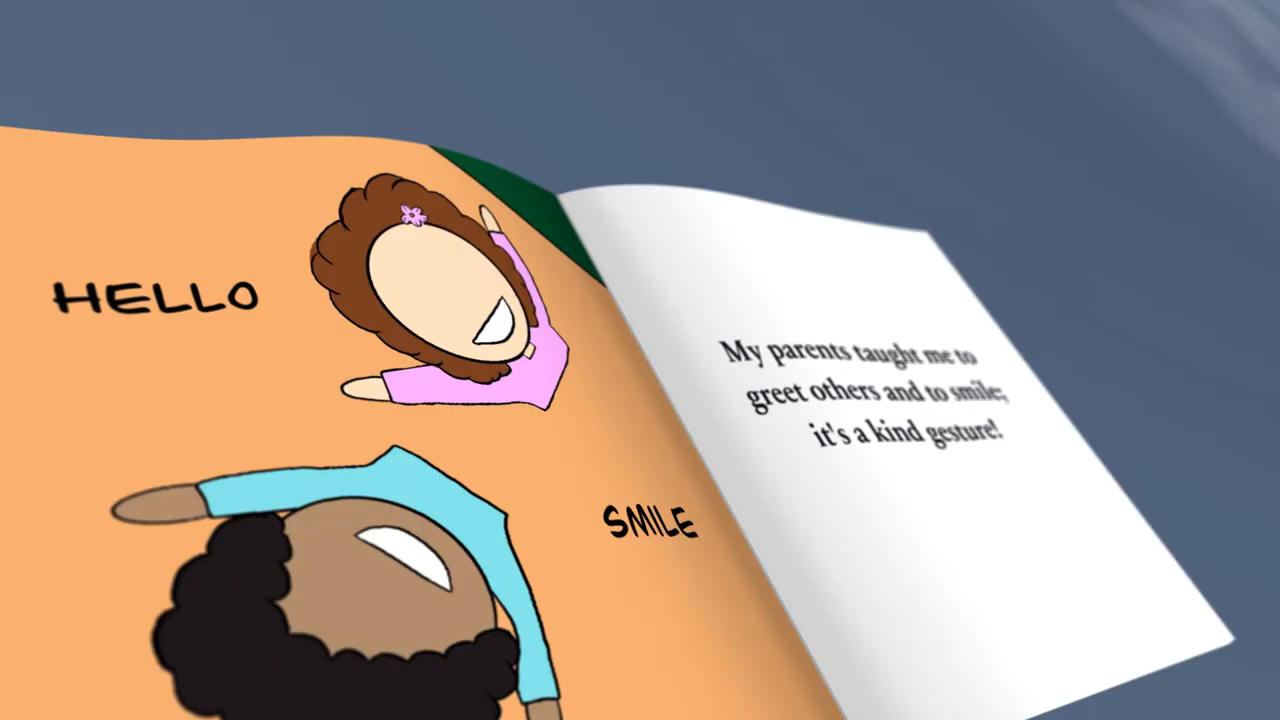 HELLO
SMILE
My parents taught me to
greet others and to smile;
it's a kind gesture!